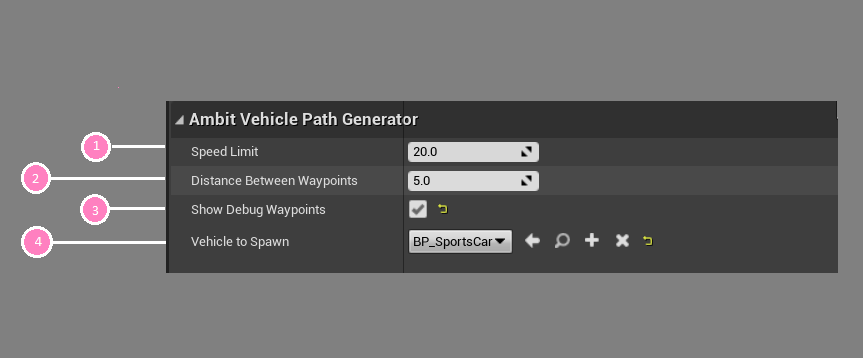 Ambit Vehicle Path Generator
1 Speed Limit 20.0
2 Distance Between Waypoints 5.0
3 Show Debug Waypoints
4 Vehicle to Spawn BP_SportsCar